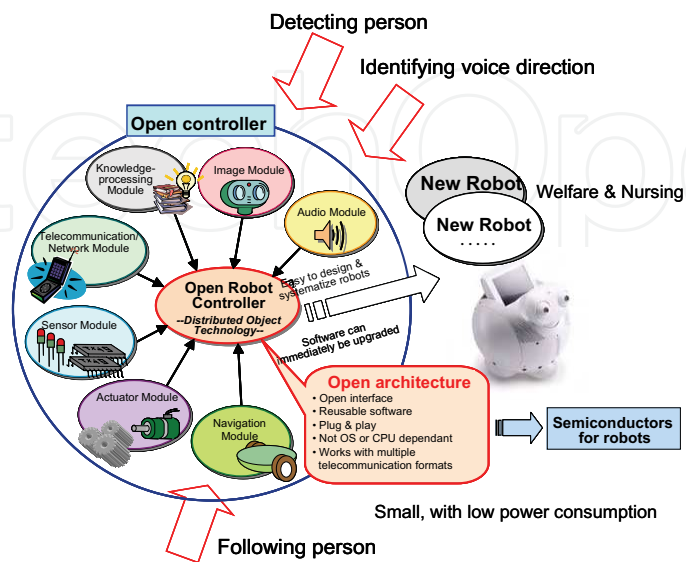 Detecting person
Identifying voice direction
Open controller
Knowledge-
processing
Module
Image Module
Audio Module
New Robot
New Robot
. . . . .
Welfare & Nursing
Telecommunication/
Network Module
Easy to design &
systematize robots
Open Robot
Controller
--Distributed Object
Technology--
Sensor Module
Software can
immediately be upgraded
Actuator Module
Navigation
Module
Open architecture
• Open interface
• Reusable software
• Plug & play
• Not OS or CPU dependant
• Works with multiple
telecommunication formats
Semiconductors
for robots
Small, with low power consumption
Following person